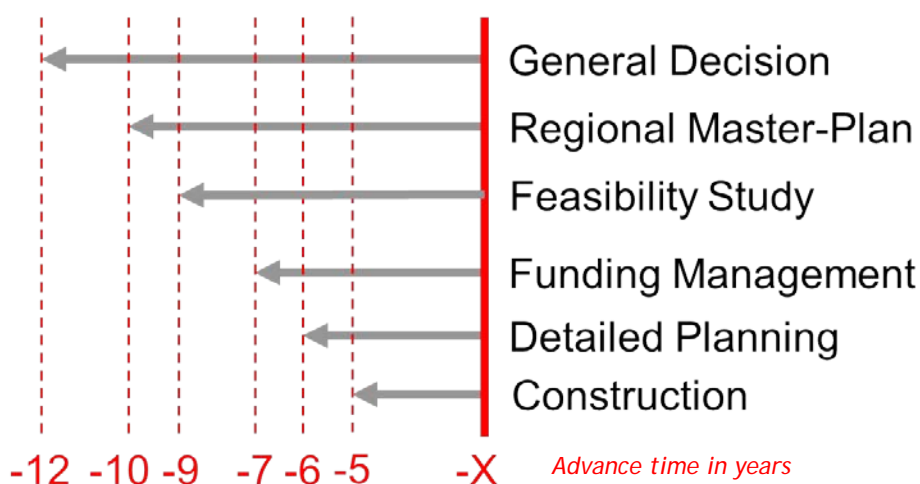 General Decision
Regional Master-Plan
Feasibility Study
Funding Management
Detailed Planning
Construction
-12 -10 -9 -7 -6 -5 -X Advance time in years